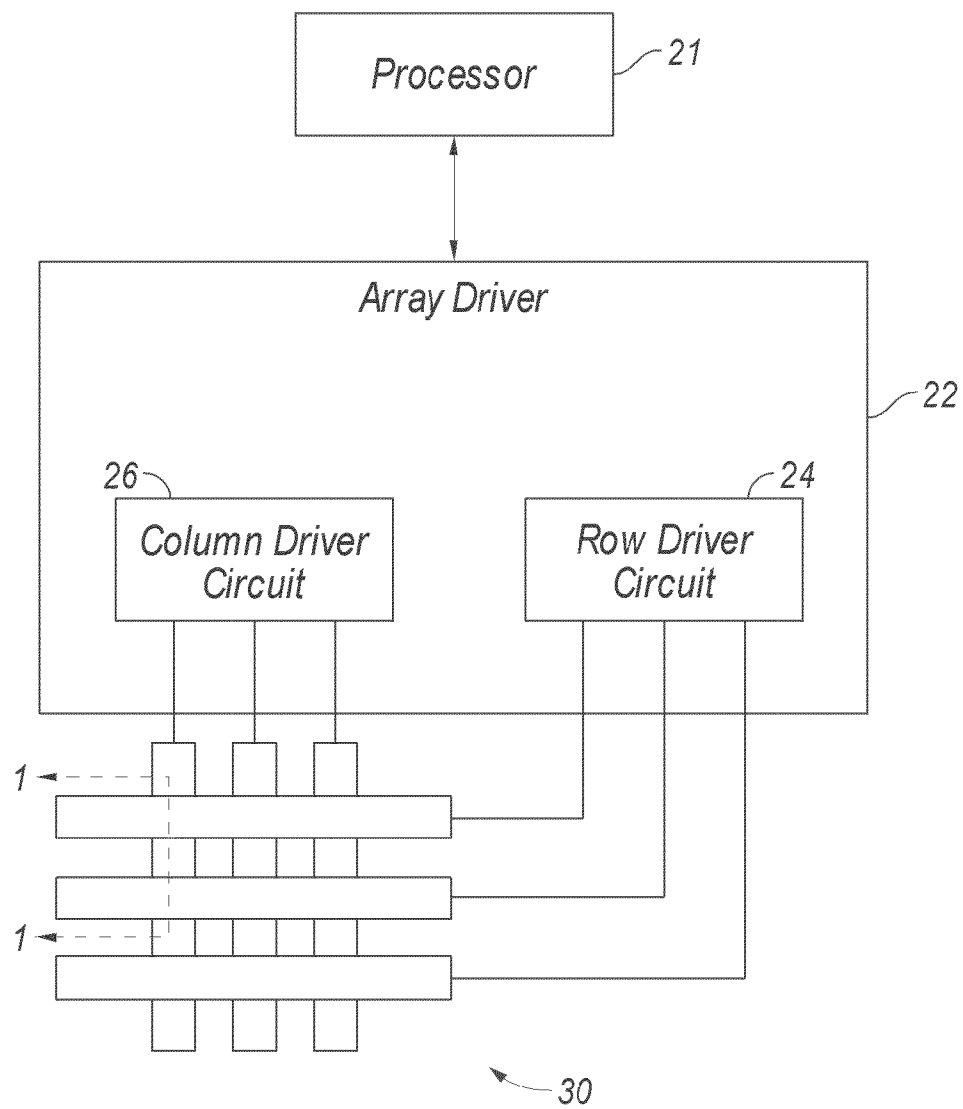 Processor
21
Array Driver
22
26
24
Column Driver
Circuit
Row Driver
Circuit
1
1
30